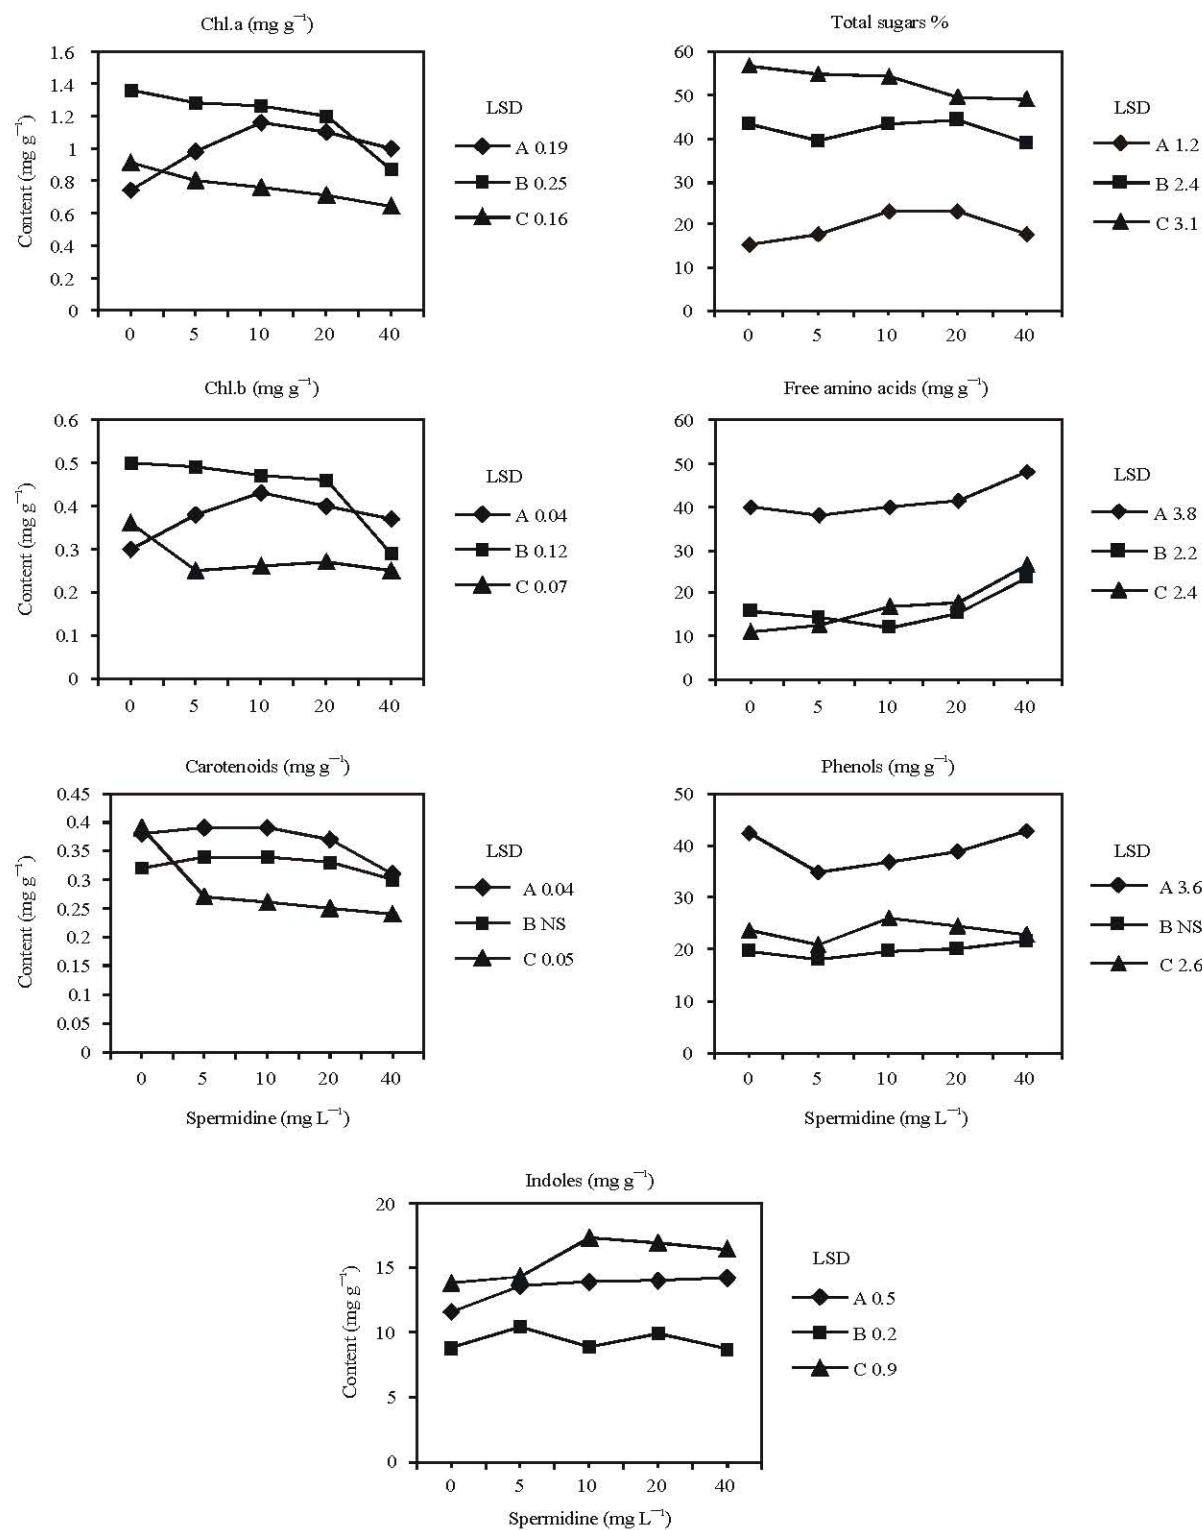 Chl.a (mg g⁻¹)
Content (mg g⁻¹)
1.6
1.4
1.2
1
0.8
0.6
0.4
0.2
0
0 5 10 20 40
LSD
A 0.19
B 0.25
C 0.16
Total sugars %
60
50
40
30
20
10
0
0 5 10 20 40
LSD
A 1.2
B 2.4
C 3.1
Chl.b (mg g⁻¹)
Content (mg g⁻¹)
0.6
0.5
0.4
0.3
0.2
0.1
0
0 5 10 20 40
LSD
A 0.04
B 0.12
C 0.07
Free amino acids (mg g⁻¹)
60
50
40
30
20
10
0
0 5 10 20 40
LSD
A 3.8
B 2.2
C 2.4
Carotenoids (mg g⁻¹)
Content (mg g⁻¹)
0.45
0.4
0.35
0.3
0.25
0.2
0.15
0.1
0.05
0
0 5 10 20 40
Spermidine (mg L⁻¹)
LSD
A 0.04
B NS
C 0.05
Phenols (mg g⁻¹)
50
40
30
20
10
0
0 5 10 20 40
Spermidine (mg L⁻¹)
LSD
A 3.6
B NS
C 2.6
Indoles (mg g⁻¹)
Content (mg g⁻¹)
20
15
10
5
0
0 5 10 20 40
Spermidine (mg L⁻¹)
LSD
A 0.5
B 0.2
C 0.9